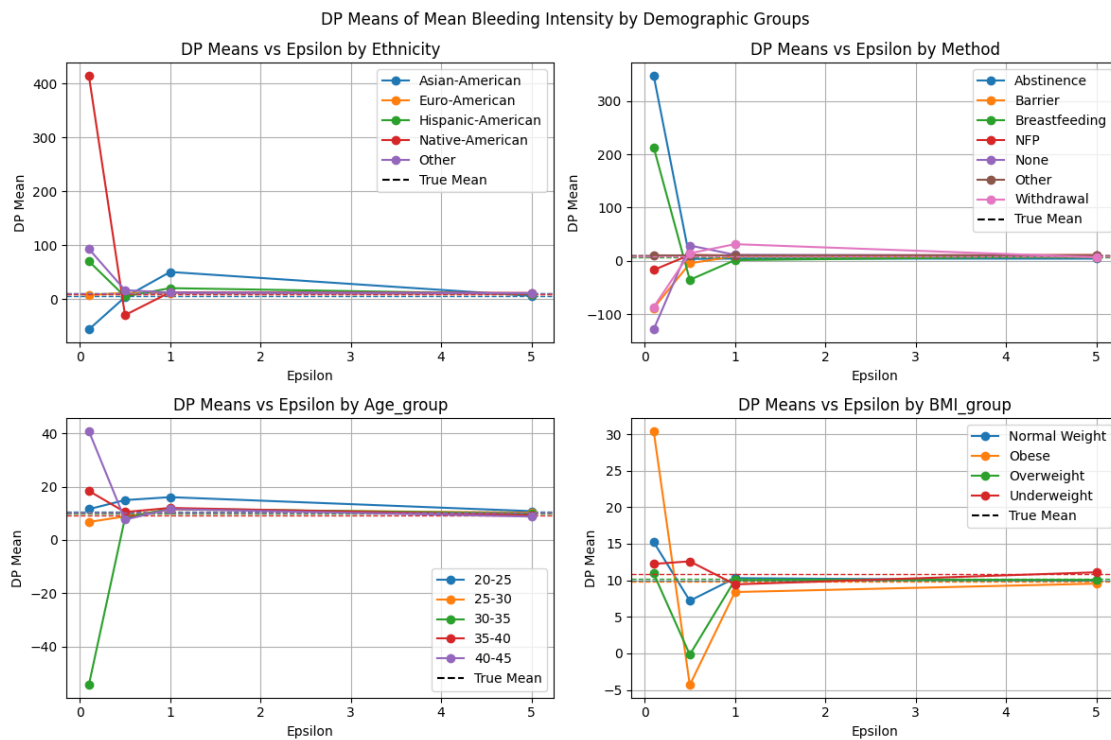 DP Means of Mean Bleeding Intensity by Demographic Groups
DP Means vs Epsilon by Ethnicity
DP Mean
400
300
200
100
0
Asian-American
Euro-American
Hispanic-American
Native-American
Other
True Mean
0 1 2 3 4 5
Epsilon
DP Means vs Epsilon by Method
DP Mean
300
200
100
0
−100
Abstinence
Barrier
Breastfeeding
NFP
None
Other
Withdrawal
True Mean
0 1 2 3 4 5
Epsilon
DP Means vs Epsilon by Age_group
DP Mean
40
20
0
−20
−40
20-25
25-30
30-35
35-40
40-45
True Mean
0 1 2 3 4 5
Epsilon
DP Means vs Epsilon by BMI_group
DP Mean
30
25
20
15
10
5
0
−5
Normal Weight
Obese
Overweight
Underweight
True Mean
0 1 2 3 4 5
Epsilon